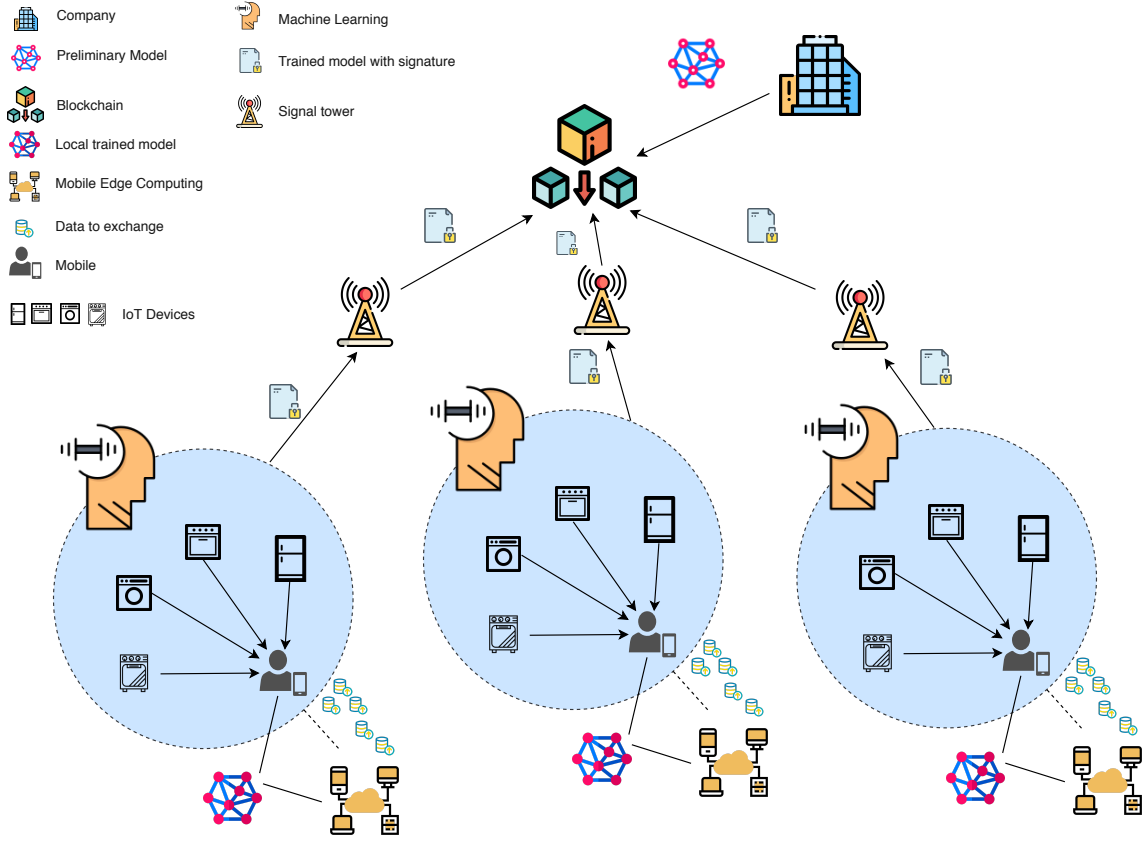 Company
Preliminary Model
Blockchain
Local trained model
Mobile Edge Computing
Data to exchange
Mobile
IoT Devices
Machine Learning
Trained model with signature
Signal tower